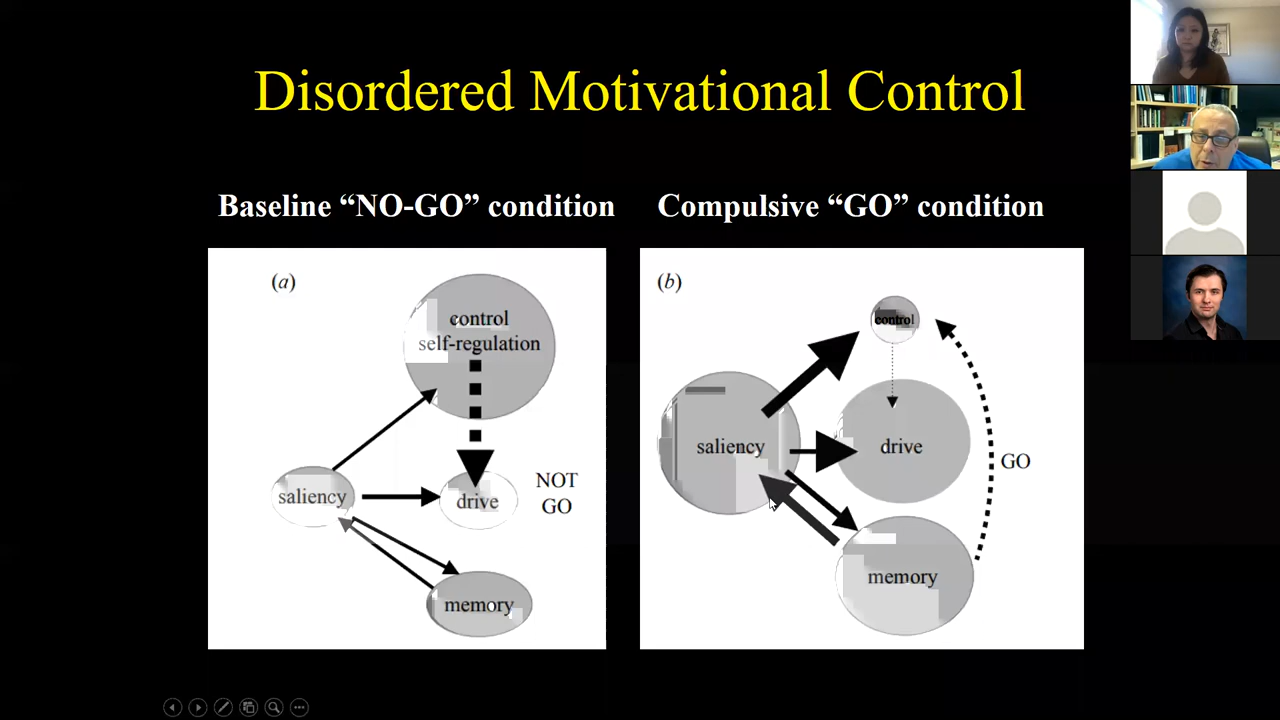 Disordered Motivational Control
Baseline “NO-GO” condition
Compulsive “GO” condition
(a)
control
self-regulation
saliency
drive
NOT
GO
memory
(b)
control
saliency
drive
GO
memory